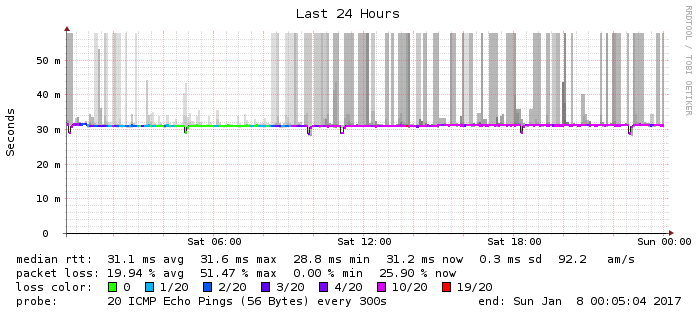 Last 24 Hours
RRDTOOL / TOBI OETIKER
Seconds
50 m
40 m
30 m
20 m
10 m
0
Sat 06:00 Sat 12:00 Sat 18:00 Sun 00:00
median rtt: 31.1 ms avg 31.6 ms max 28.8 ms min 31.2 ms now 0.3 ms sd 92.2 am/s
packet loss: 19.94 % avg 51.47 % max 0.00 % min 25.90 % now
loss color: 0 1/20 2/20 3/20 4/20 10/20 19/20
probe: 20 ICMP Echo Pings (56 Bytes) every 300s end: Sun Jan 8 00:05:04 2017